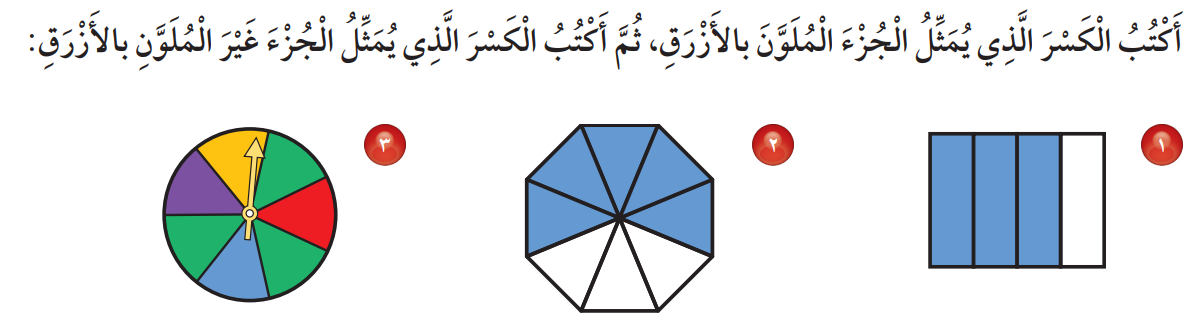 أَكْتُبُ الْكَسْرَ الَّذِي يُمَثِّلُ الْجُزْءَ الْمُلَوَّنَ بالأَزْرَقِ، ثُمَّ أَكْتُبُ الْكَسْرَ الَّذِي يُمَثِّلُ الْجُزْءَ غَيْرَ الْمُلَوَّنِ بالأَزْرَقِ:
١ ٢ ٣